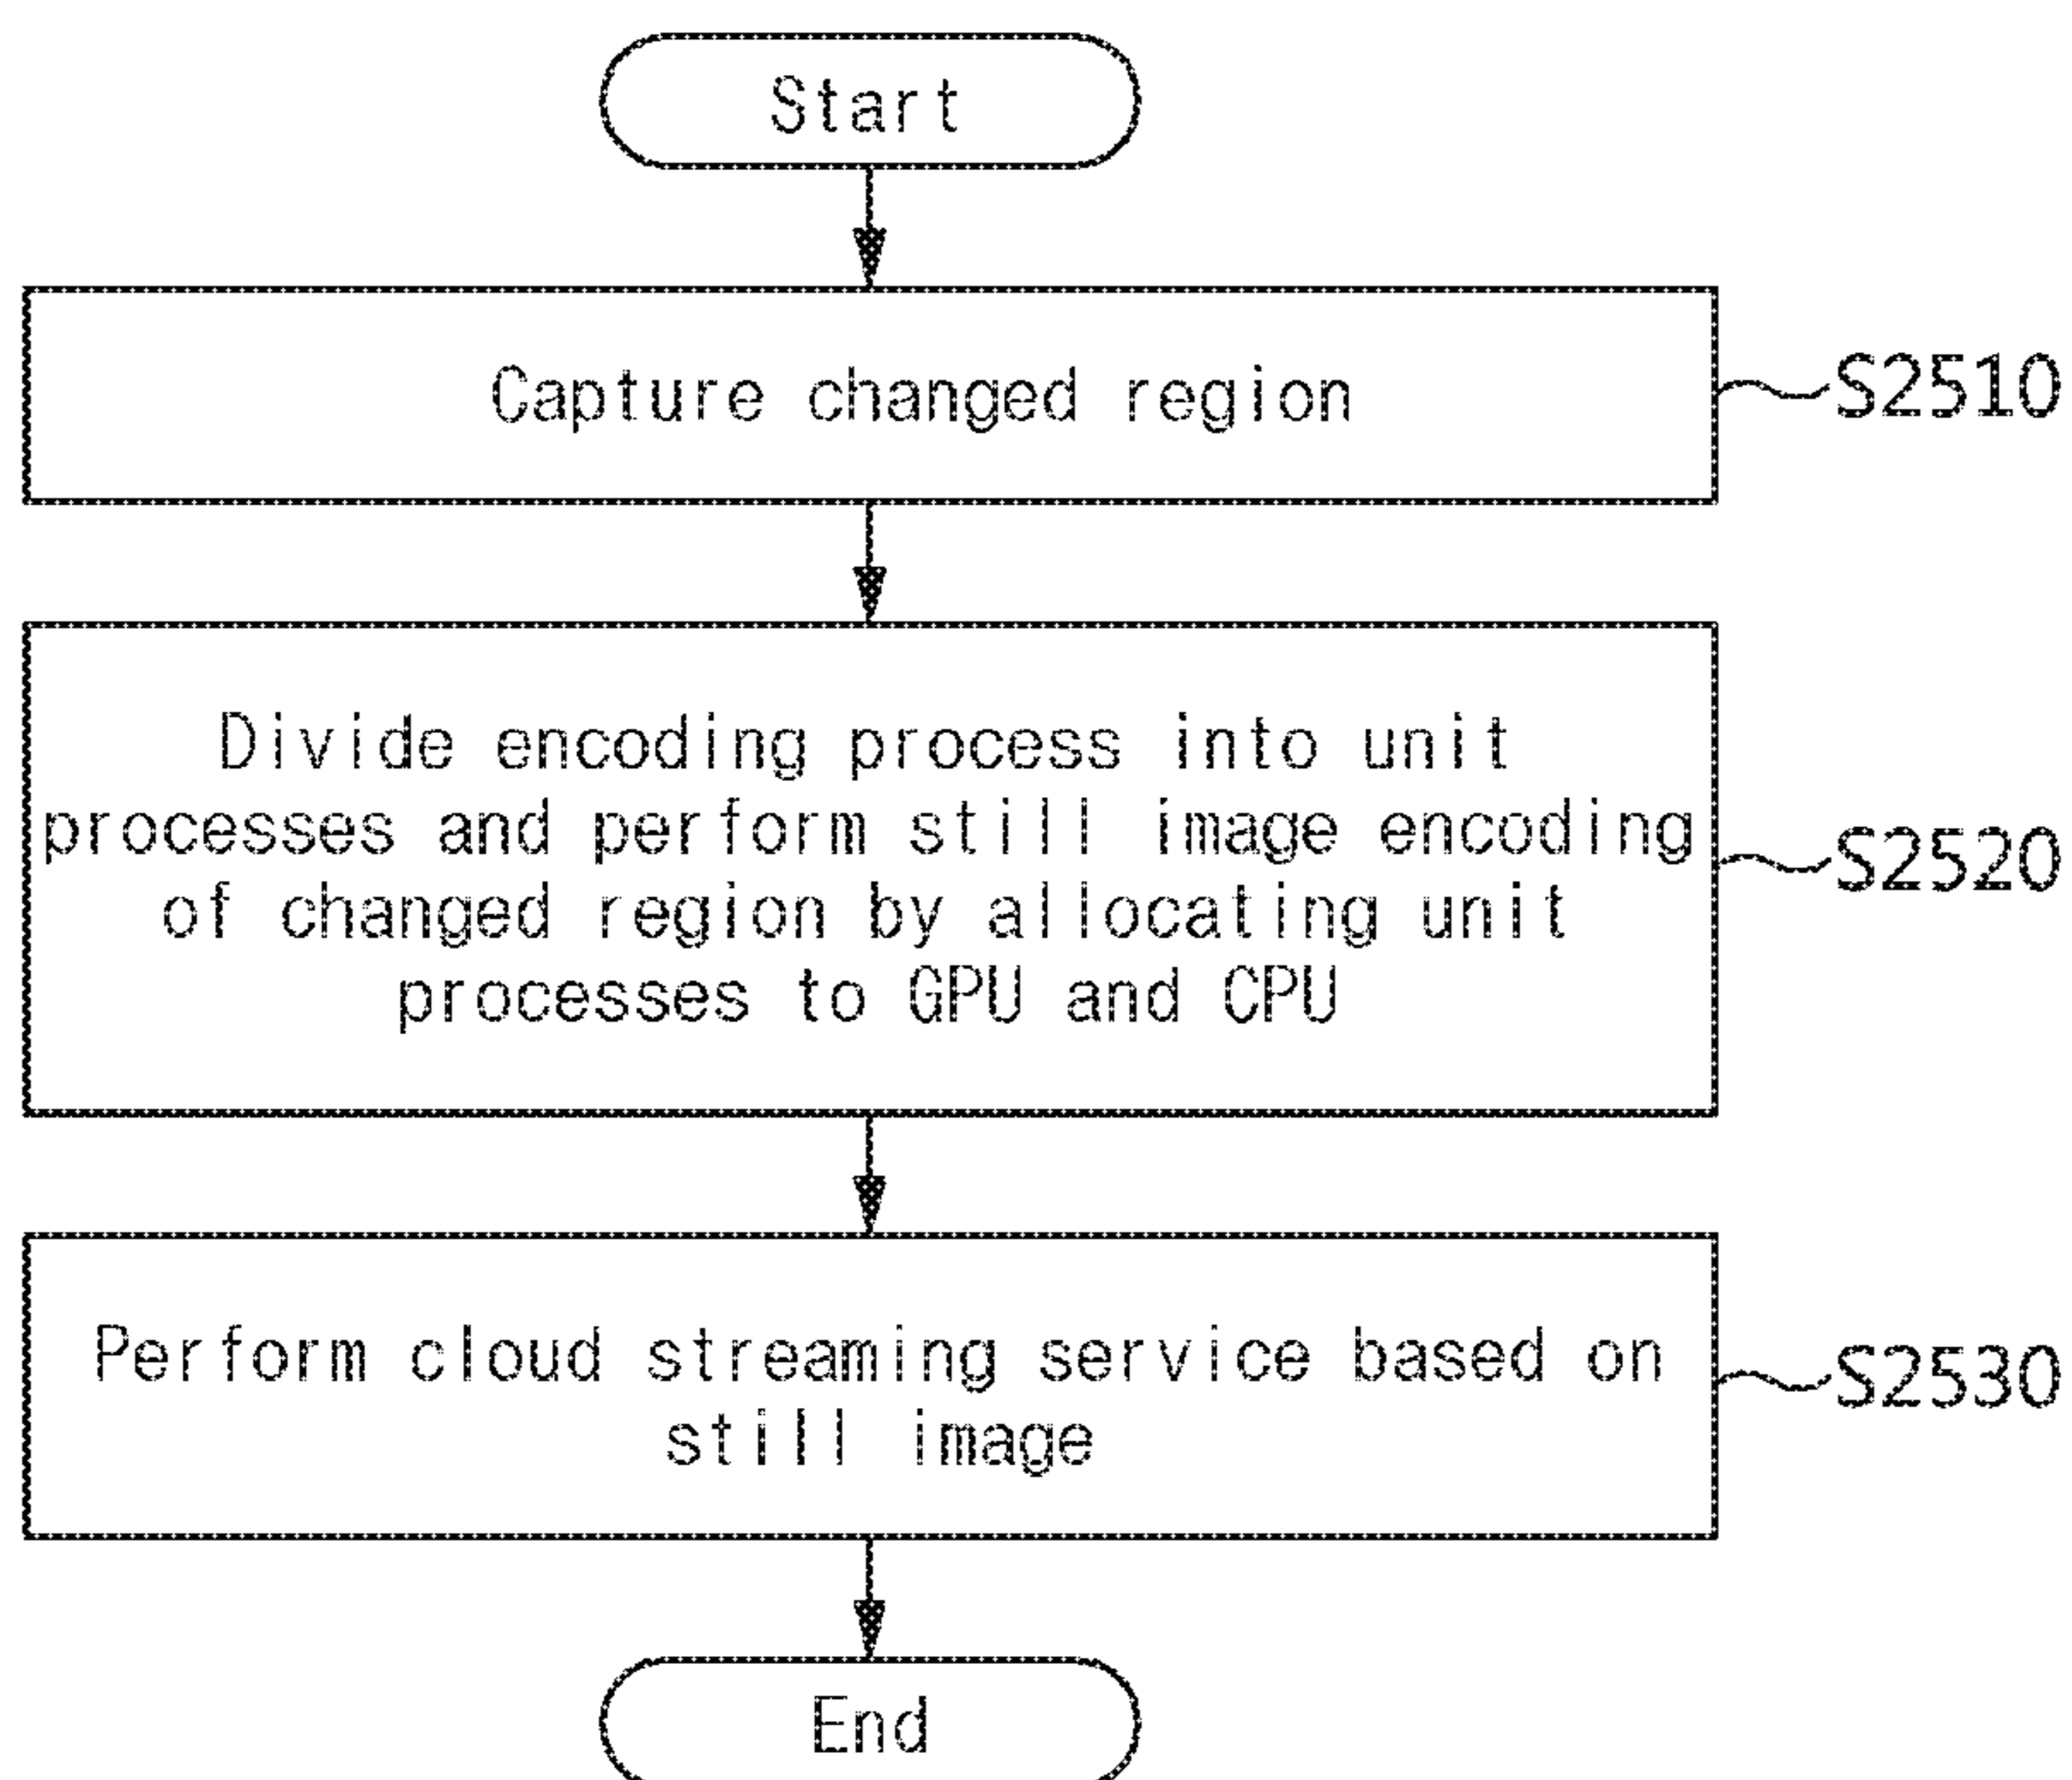 Start
Capture changed region
S2510
Divide encoding process into unit
processes and perform still image encoding
of changed region by allocating unit
processes to GPU and CPU
S2520
Perform cloud streaming service based on
still image
S2530
End